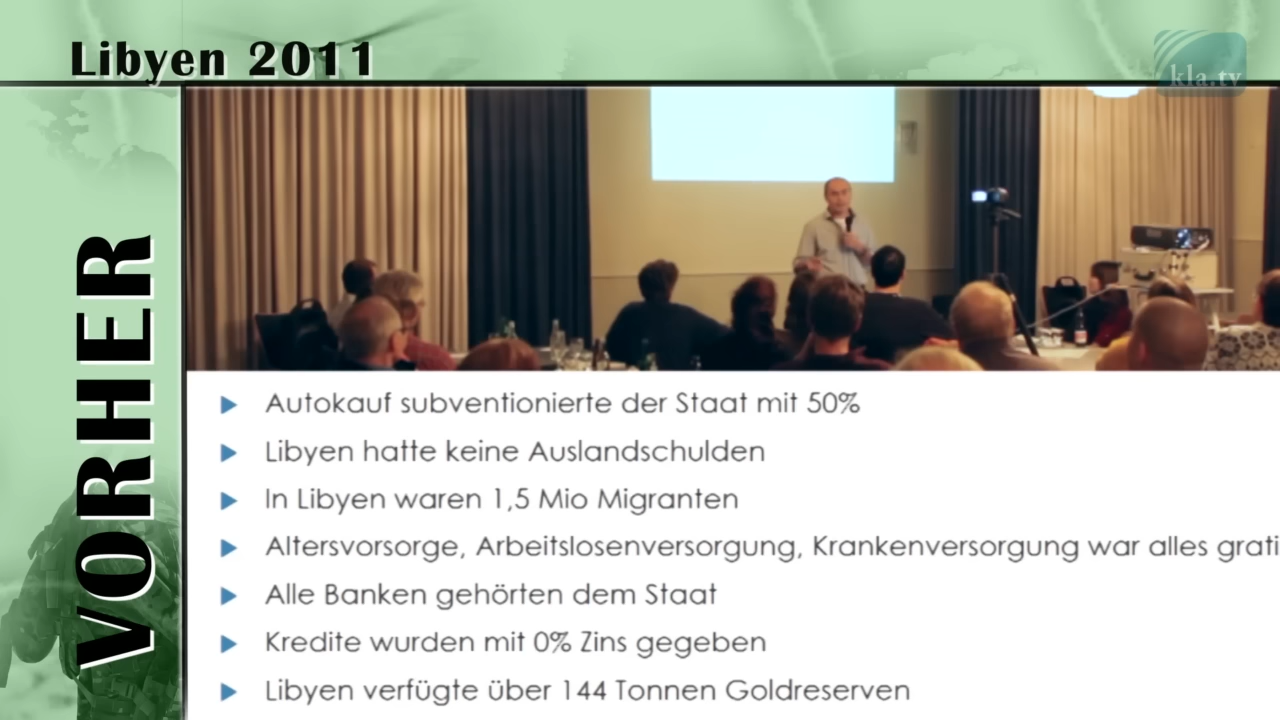 Libyen 2011
kla.tv
VORHER
Autokauf subventionierte der Staat mit 50%
Libyen hatte keine Auslandschulden
In Libyen waren 1,5 Mio Migranten
Altersvorsorge, Arbeitslosenversorgung, Krankenversorgung war alles grati
Alle Banken gehörten dem Staat
Kredite wurden mit 0% Zins gegeben
Libyen verfügte über 144 Tonnen Goldreserven